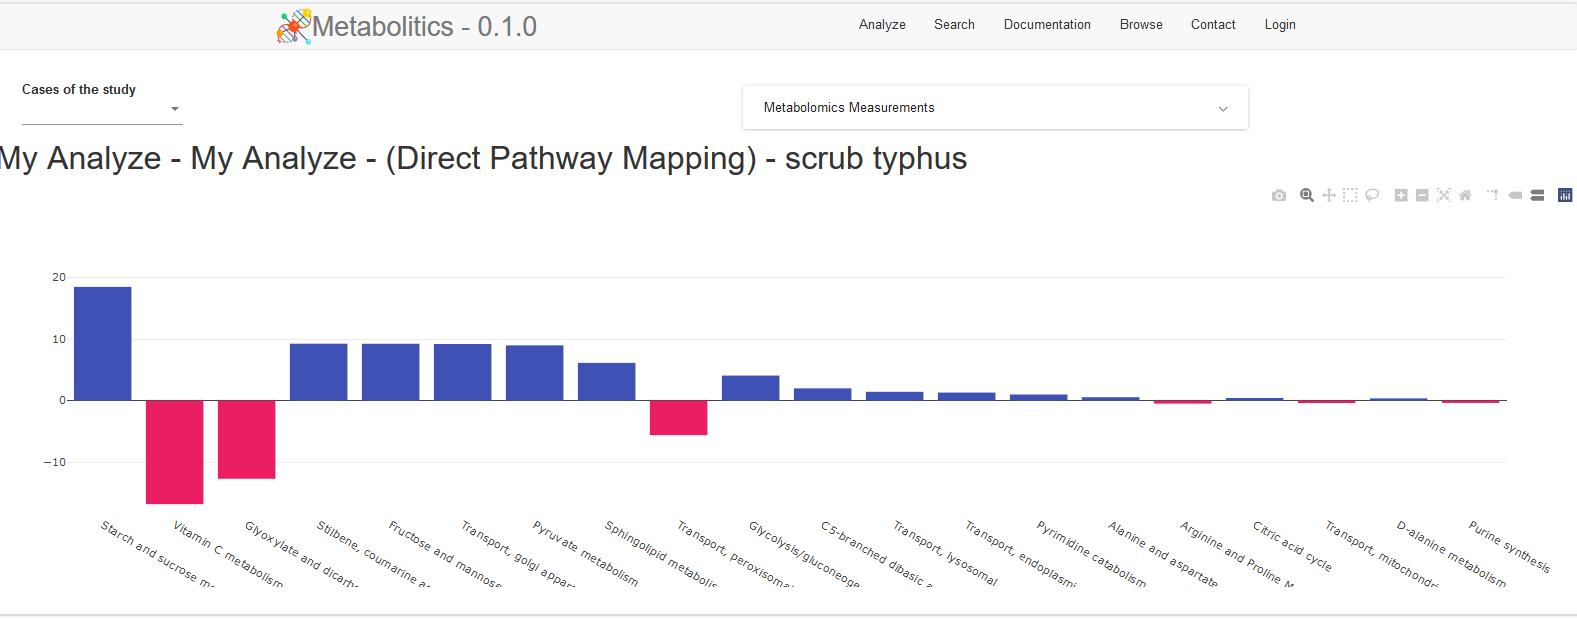 Metabolitics - 0.1.0
Analyze Search Documentation Browse Contact Login
Cases of the study
Metabolomics Measurements
My Analyze - My Analyze - (Direct Pathway Mapping) - scrub typhus
20
10
0
−10
Starch and sucrose m
Vitamin C metabolism
Glyoxylate and dicarb
Stilbene, coumarine a
Fructose and mannos
Transport, golgi appar
Pyruvate metabolism
Sphingolipid metaboli
Transport, peroxisoma
Glycolysis/gluconeoge
C5-branched dibasic a
Transport, lysosomal
Transport, endoplasmi
Pyrimidine catabolism
Alanine and aspartate
Arginine and Proline M
Citric acid cycle
Transport, mitochondri
D-alanine metabolism
Purine synthesis